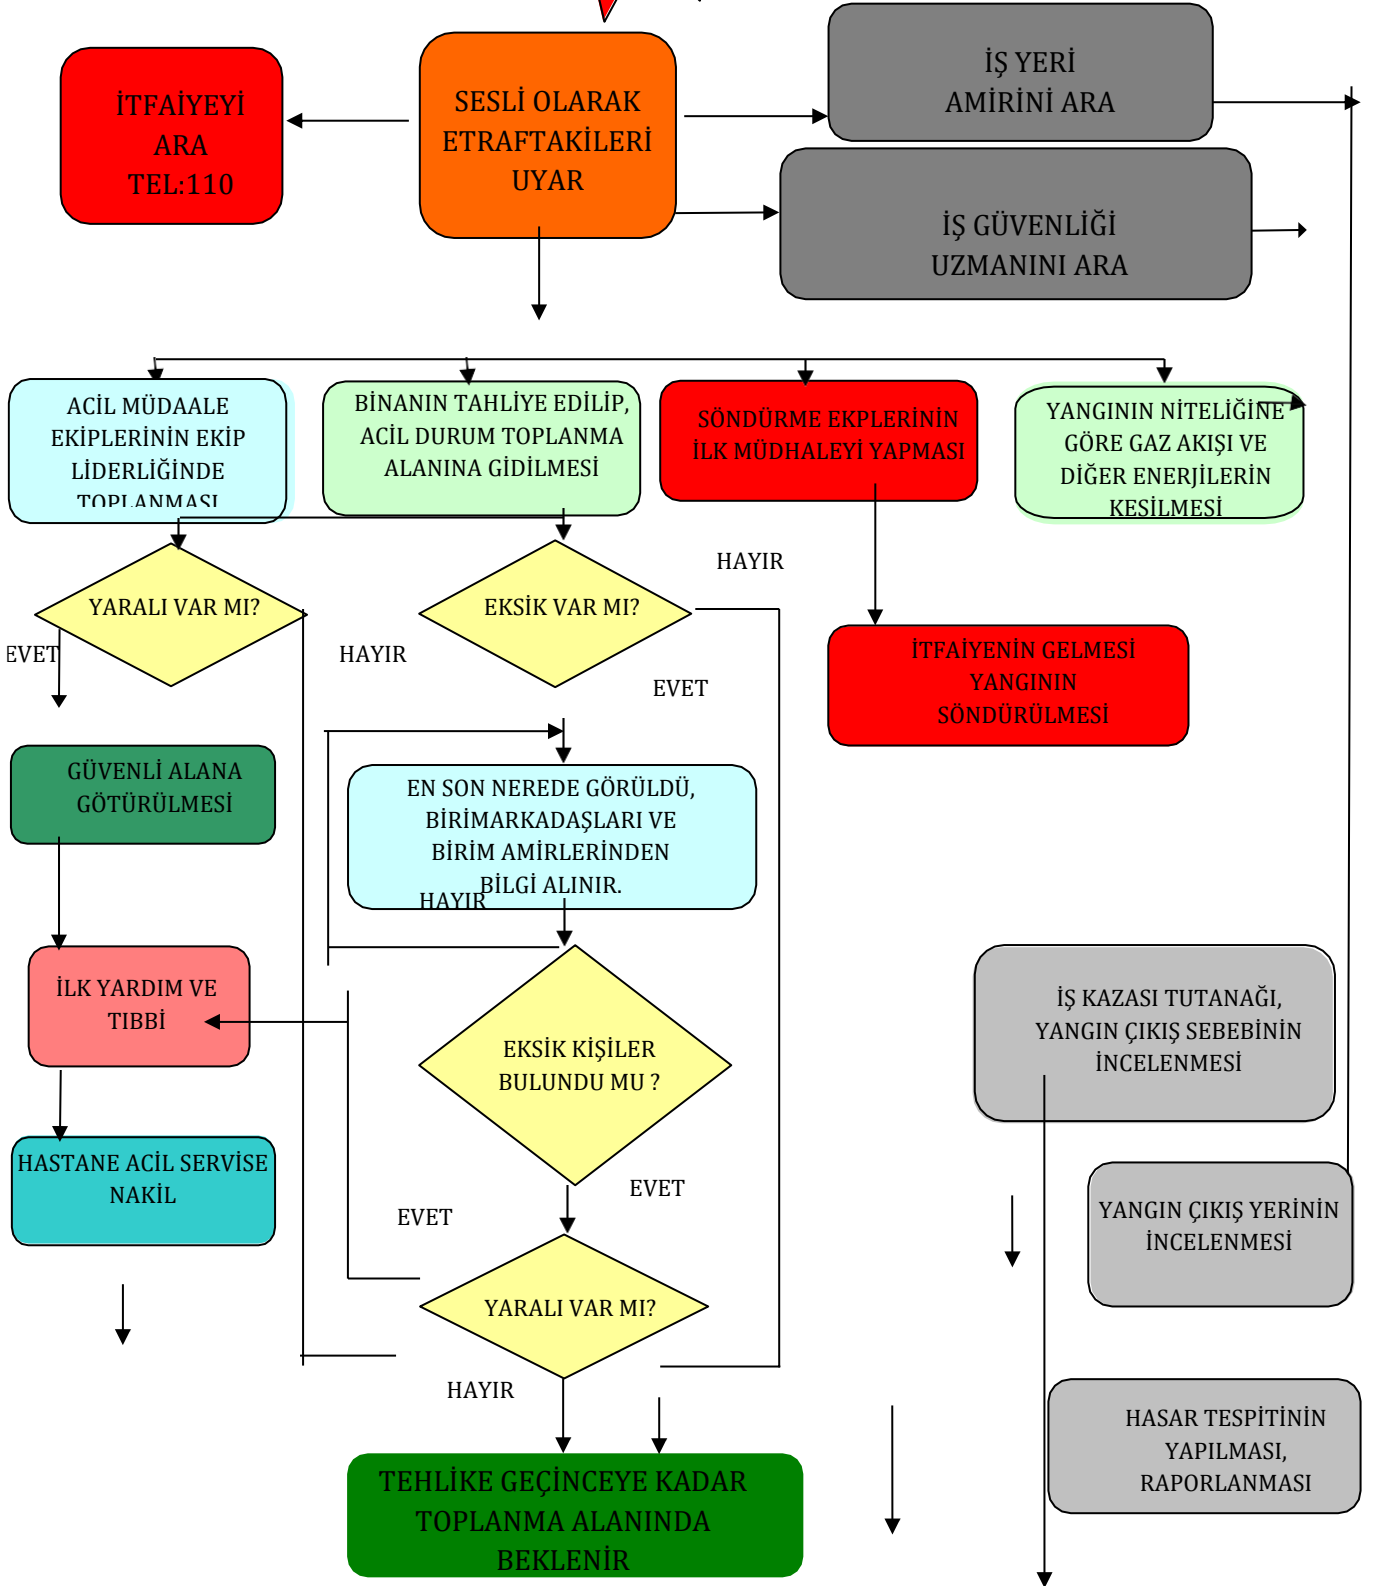 İTFAİYEYİ
ARA
TEL:110
SESLİ OLARAK
ETRAFTAKİLERİ
UYAR
İŞ YERİ
AMİRİNİ ARA
İŞ GÜVENLİĞİ
UZMANINI ARA
ACİL MÜDAALE
EKİPLERİNİN EKİP
LİDERLİĞİNDE
TOPLANMASI
BİNANIN TAHLİYE EDİLİP,
ACİL DURUM TOPLANMA
ALANINA GİDİLMESİ
SÖNDÜRME EKPLERİNİN
İLK MÜDHALEYİ YAPMASI
YANGININ NİTELİĞİNE
GÖRE GAZ AKIŞI VE
DİĞER ENERJİLERİN
KESİLMESİ
YARALI VAR MI?
EKSİK VAR MI?
HAYIR
EVET
HAYIR
EVET
İTFAİYENİN GELMESİ
YANGININ
SÖNDÜRÜLMESİ
GÜVENLİ ALANA
GÖTÜRÜLMESİ
EN SON NEREDE GÖRÜLDÜ,
BİRİMARKADAŞLARI VE
BİRİM AMİRLERİNDEN
BİLGİ ALINIR.
HAYIR
İLK YARDIM VE
TIBBİ
EKSİK KİŞİLER
BULUNDU MU ?
İŞ KAZASI TUTANAĞI,
YANGIN ÇIKIŞ SEBEBİNİN
İNCELENMESİ
HASTANE ACİL SERVİSE
NAKİL
EVET
EVET
YANGIN ÇIKIŞ YERİNİN
İNCELENMESİ
YARALI VAR MI?
HAYIR
HASAR TESPİTİNİN
YAPILMASI,
RAPORLANMASI
TEHLİKE GEÇİNCEYE KADAR
TOPLANMA ALANINDA
BEKLENİR